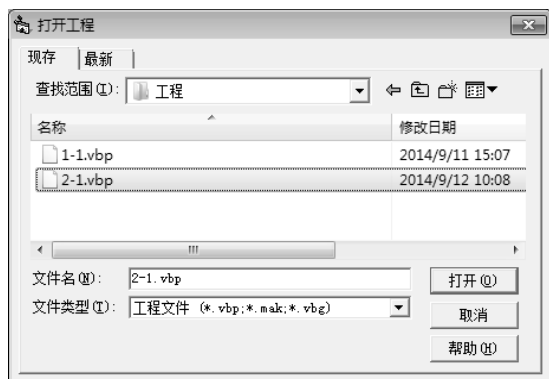 打开工程
现存 最新
查找范围(I): 工程
名称 修改日期
1-1.vbp 2014/9/11 15:07
2-1.vbp 2014/9/12 10:08
文件名(N): 2-1.vbp 打开(O)
文件类型(T): 工程文件 (*.vbp;*.mak;*.vbg) 取消
帮助(H)